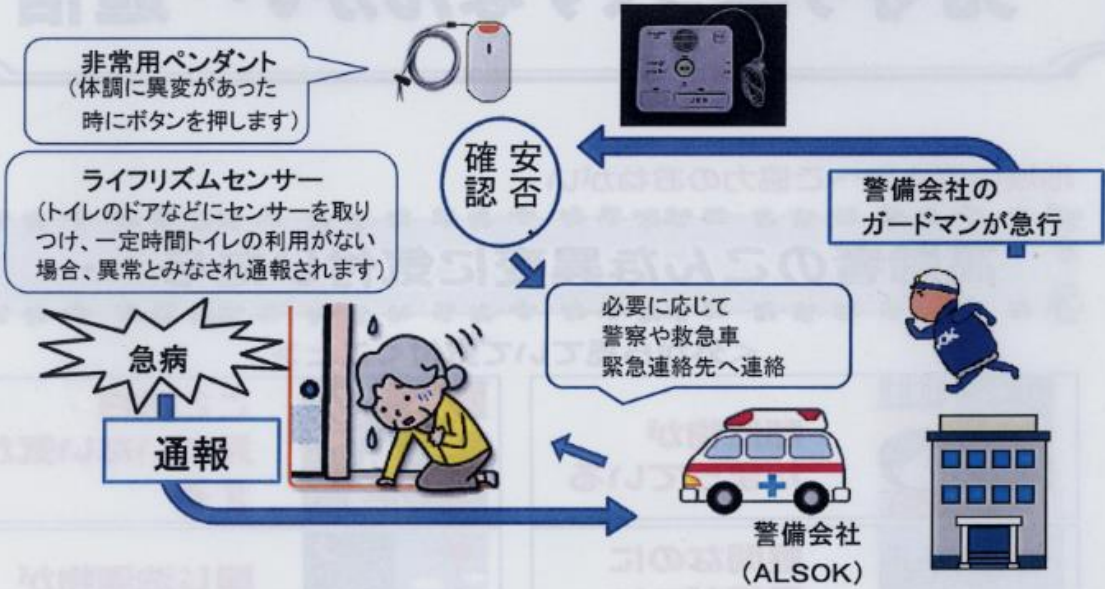 非常用ペンダント
(体調に異変があった
時にボタンを押します)
ライフリズムセンサー
(トイレのドアなどにセンサーを取り
つけ、一定時間トイレの利用がない
場合、異常とみなされ通報されます)
安否
確認
警備会社の
ガードマンが急行
必要に応じて
警察や救急車
緊急連絡先へ連絡
急病
通報
警備会社
(ALSOK)